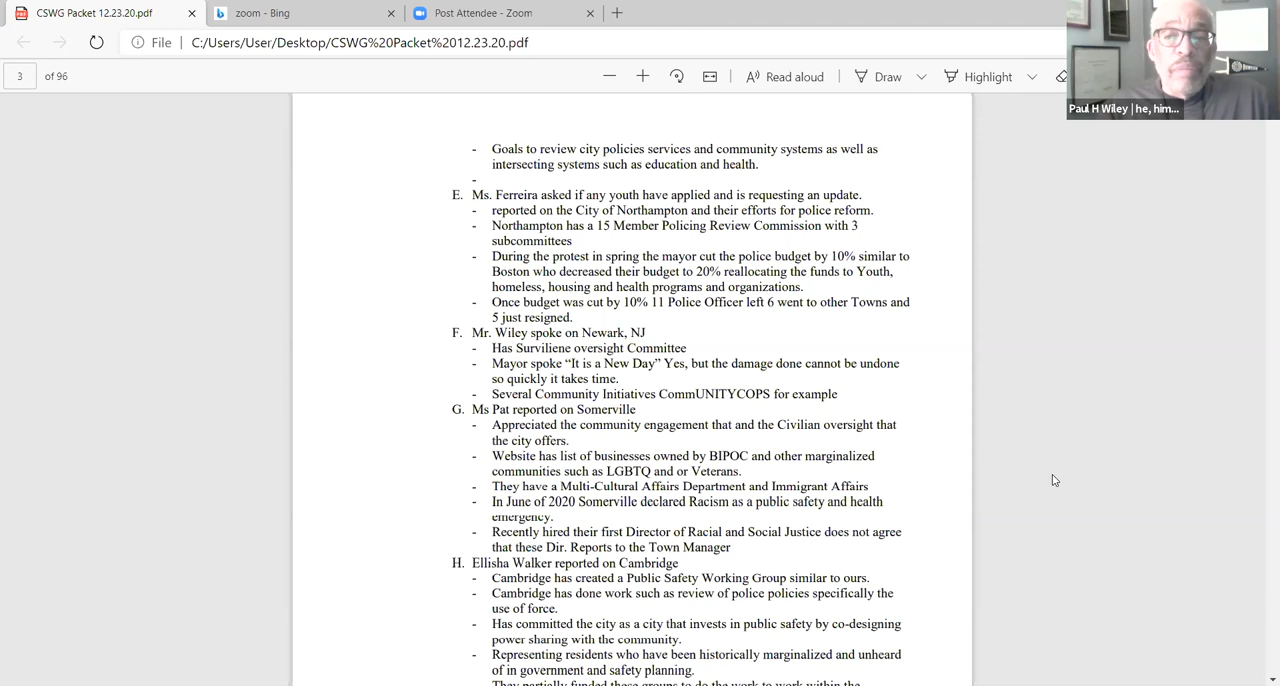 CSWG Packet 12.23.20.pdf
zoom - Bing
Post Attendee - Zoom
File | C:/Users/User/Desktop/CSWG%20Packet%2012.23.20.pdf
3 of 96
Read aloud
Draw
Highlight
Paul H Wiley | he, him...
- Goals to review city policies services and community systems as well as
intersecting systems such as education and health.
-
E. Ms. Ferreira asked if any youth have applied and is requesting an update.
- reported on the City of Northampton and their efforts for police reform.
- Northampton has a 15 Member Policing Review Commission with 3
subcommittees
- During the protest in spring the mayor cut the police budget by 10% similar to
Boston who decreased their budget to 20% reallocating the funds to Youth,
homeless, housing and health programs and organizations.
- Once budget was cut by 10% 11 Police Officer left 6 went to other Towns and
5 just resigned.
F. Mr. Wiley spoke on Newark, NJ
- Has Surviliene oversight Committee
- Mayor spoke “It is a New Day” Yes, but the damage done cannot be undone
so quickly it takes time.
- Several Community Initiatives CommUNITYCOPS for example
G. Ms Pat reported on Somerville
- Appreciated the community engagement that and the Civilian oversight that
the city offers.
- Website has list of businesses owned by BIPOC and other marginalized
communities such as LGBTQ and or Veterans.
- They have a Multi-Cultural Affairs Department and Immigrant Affairs
- In June of 2020 Somerville declared Racism as a public safety and health
emergency.
- Recently hired their first Director of Racial and Social Justice does not agree
that these Dir. Reports to the Town Manager
H. Ellisha Walker reported on Cambridge
- Cambridge has created a Public Safety Working Group similar to ours.
- Cambridge has done work such as review of police policies specifically the
use of force.
- Has committed the city as a city that invests in public safety by co-designing
power sharing with the community.
- Representing residents who have been historically marginalized and unheard
of in government and safety planning.
- They partially funded these groups to do the work to work within the